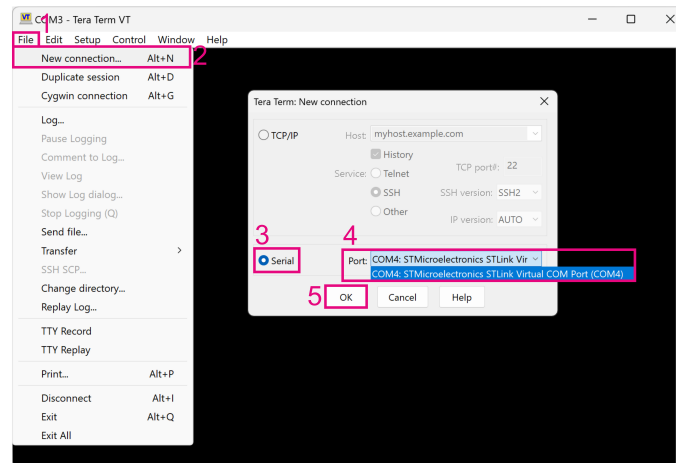 VT COM3 - Tera Term VT
1
File Edit Setup Control Window Help
New connection... Alt+N
2
Duplicate session Alt+D
Cygwin connection Alt+G
Log...
Pause Logging
Comment to Log...
View Log
Show Log dialog...
Stop Logging (Q)
Send file...
Transfer >
SSH SCP...
Change directory...
Replay Log...
TTY Record
TTY Replay
Print... Alt+P
Disconnect Alt+I
Exit Alt+Q
Exit All
Tera Term: New connection
TCP/IP Host: myhost.example.com
History
Service: Telnet TCP port#: 22
SSH SSH version: SSH2
Other IP version: AUTO
3 4
Serial Port: COM4: STMicroelectronics STLink Vir
COM4: STMicroelectronics STLink Virtual COM Port (COM4)
5 OK Cancel Help